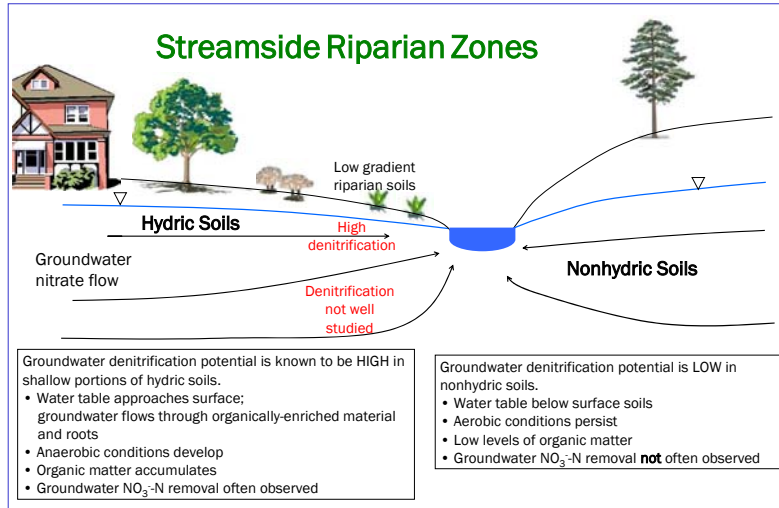 Streamside Riparian Zones
Low gradient
riparian soils
Hydric Soils
High
denitrification
Groundwater
nitrate flow
Nonhydric Soils
Denitrification
not well
studied
Groundwater denitrification potential is known to be HIGH in
shallow portions of hydric soils.
• Water table approaches surface;
groundwater flows through organically-enriched material
and roots
• Anaerobic conditions develop
• Organic matter accumulates
• Groundwater NO₃⁻-N removal often observed
Groundwater denitrification potential is LOW in
nonhydric soils.
• Water table below surface soils
• Aerobic conditions persist
• Low levels of organic matter
• Groundwater NO₃⁻-N removal not often observed